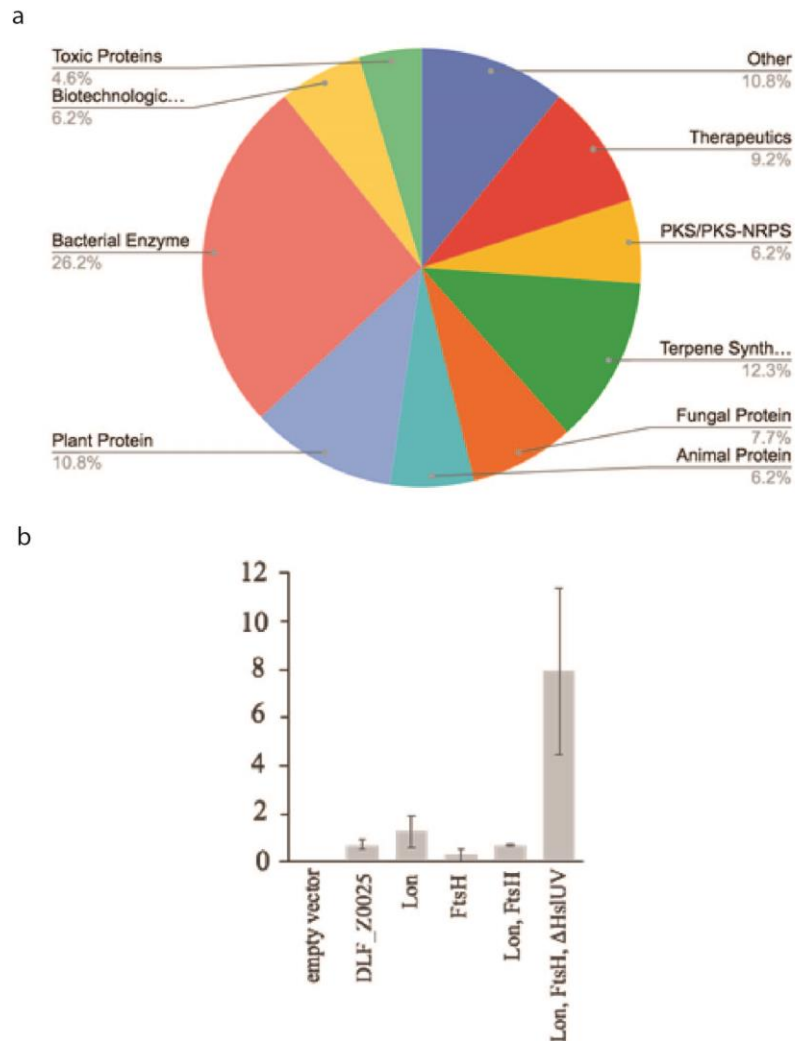 a
Toxic Proteins
4.6%
Biotechnologic...
6.2%
Bacterial Enzyme
26.2%
Plant Protein
10.8%
Other
10.8%
Therapeutics
9.2%
PKS/PKS-NRPS
6.2%
Terpene Synth...
12.3%
Fungal Protein
7.7%
Animal Protein
6.2%
b
12
10
8
6
4
2
0
empty vector
DLF_Z0025
Lon
FtsH
Lon, FtsH
Lon, FtsH, ΔHslUV